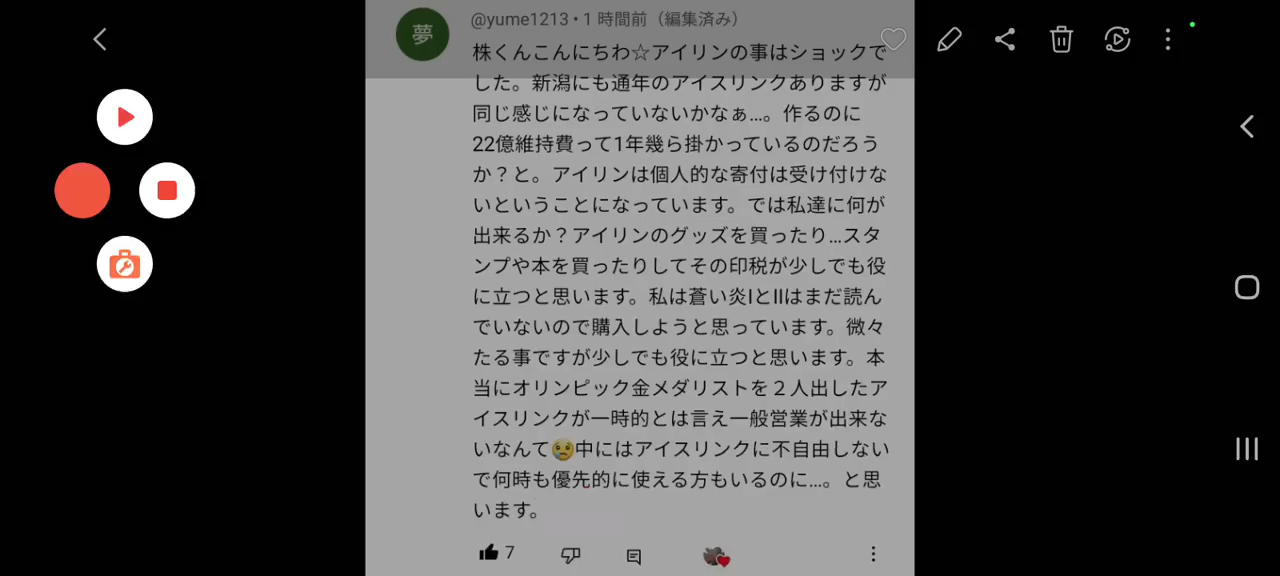 夢
@yume1213・1 時間前（編集済み）
株くんこんにちわ☆アイリンの事はショックで
した。新潟にも通年のアイスリンクありますが
同じ感じになっていないかなぁ...。作るのに
22億維持費って1年幾ら掛かっているのだろう
か？と。アイリンは個人的な寄付は受け付けな
いということになっています。では私達に何が
出来るか？アイリンのグッズを買ったり...スタ
ンプや本を買ったりしてその印税が少しでも役
に立つと思います。私は蒼い炎IとIIはまだ読ん
でいないので購入しようと思っています。微々
たる事ですが少しでも役に立つと思います。本
当にオリンピック金メダリストを２人出したア
イスリンクが一時的とは言え一般営業が出来な
いなんて😢中にはアイスリンクに不自由しない
で何時も優先的に使える方もいるのに...。と思
います。
7